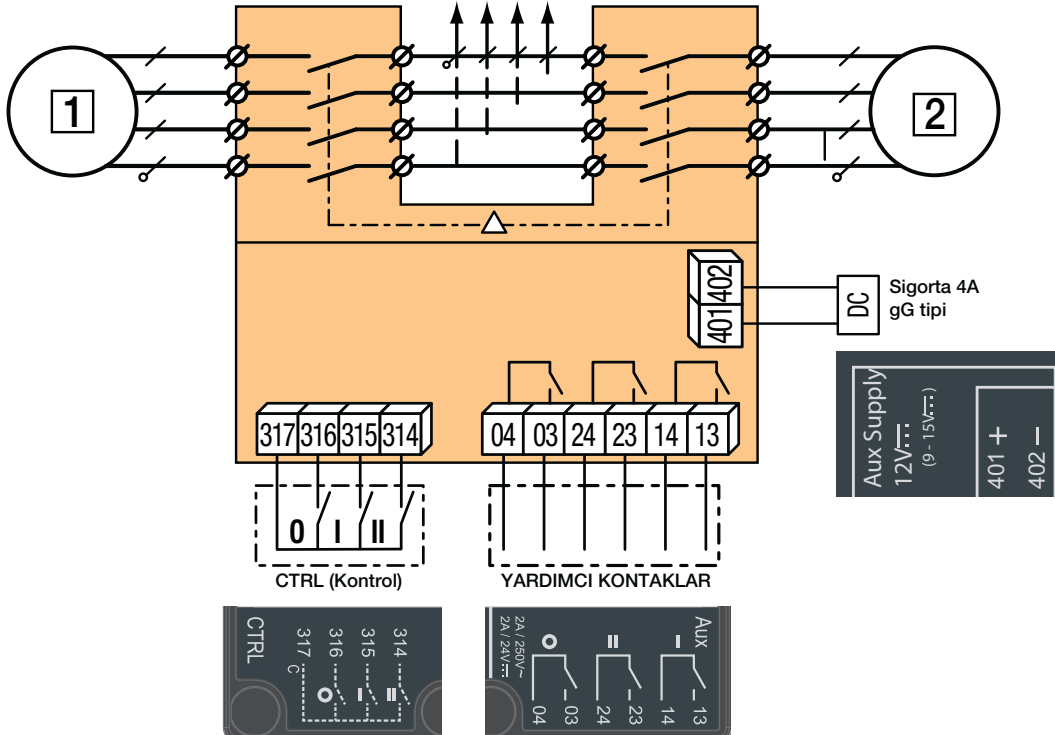 1
2
402
401
DC
Sigorta 4A
gG tipi
317 316 315 314
04 03 24 23 14 13
0 I II
CTRL (Kontrol)
YARDIMCI KONTAKLAR
Aux Supply
12V⎓
(9 - 15V⎓)
401 +
402 −
CTRL
317
316
315
314
C
O
I
II
2A / 250V~
2A / 24V⎓
Aux
O
II
I
04
03
24
23
14
13